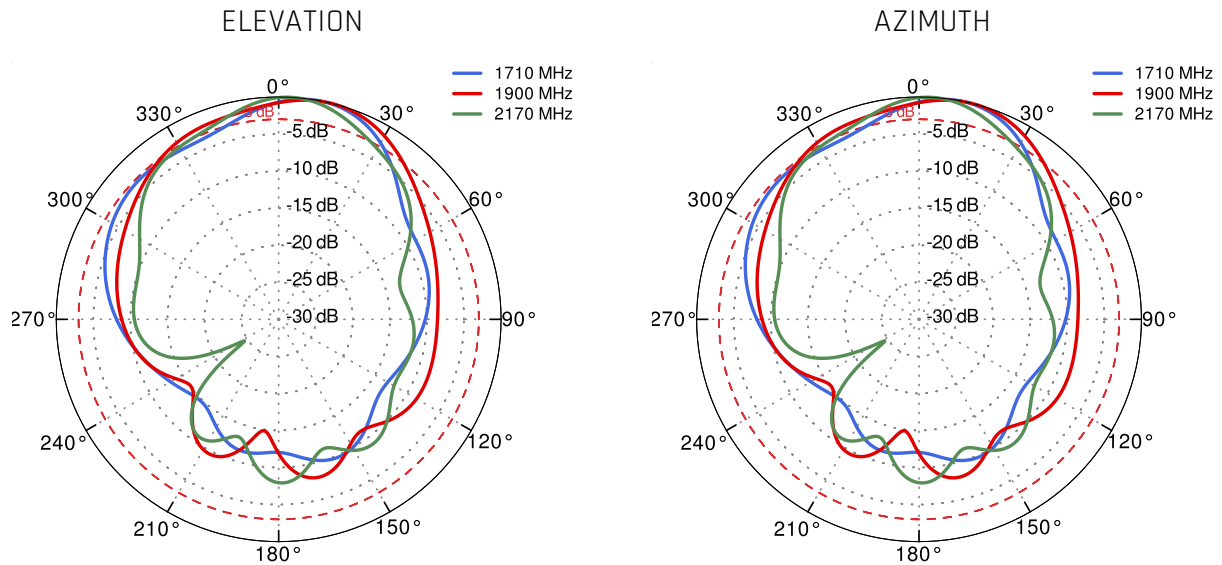 ELEVATION
1710 MHz
1900 MHz
2170 MHz
0°
30°
60°
90°
120°
150°
180°
210°
240°
270°
300°
330°
dB
-5 dB
-10 dB
-15 dB
-20 dB
-25 dB
-30 dB
AZIMUTH
1710 MHz
1900 MHz
2170 MHz
0°
30°
60°
90°
120°
150°
180°
210°
240°
270°
300°
330°
dB
-5 dB
-10 dB
-15 dB
-20 dB
-25 dB
-30 dB